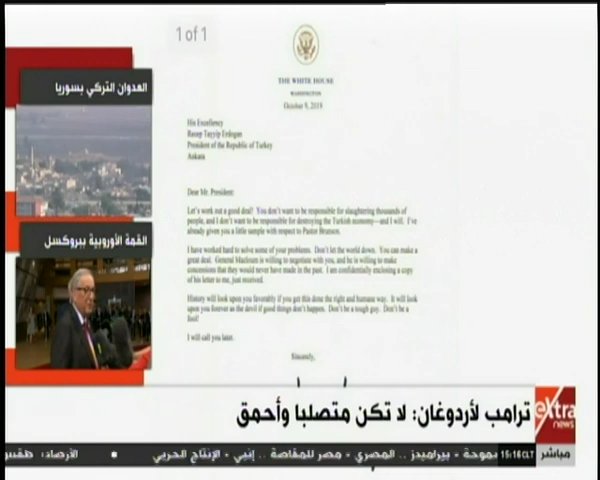 1 of 1
THE WHITE HOUSE
WASHINGTON
October 9, 2019
His Excellency
Recep Tayyip Erdogan
President of the Republic of Turkey
Ankara
Dear Mr. President:
Let's work out a good deal! You don't want to be responsible for slaughtering thousands of
people, and I don't want to be responsible for destroying the Turkish economy—and I will. I've
already given you a little sample with respect to Pastor Brunson.
I have worked hard to solve some of your problems. Don't let the world down. You can make a
great deal. General Mazloum is willing to negotiate with you, and he is willing to make
concessions that they would never have made in the past. I am confidentially enclosing a copy
of his letter to me, just received.
History will look upon you favorably if you get this done the right and humane way. It will look
upon you forever as the devil if good things don't happen. Don't be a tough guy. Don't be a
fool!
I will call you later.
Sincerely,
العدوان التركي بسوريا
القمة الأوروبية ببروكسل
ترامب لأردوغان: لا تكن متصلبا وأحمق
eXtra
news
مباشر
15:16 CLT
سموحة - بيراميدز .. المصري - مصر للمقاصة .. إنبي - الإنتاج الحربي
الأرصاد: طقس